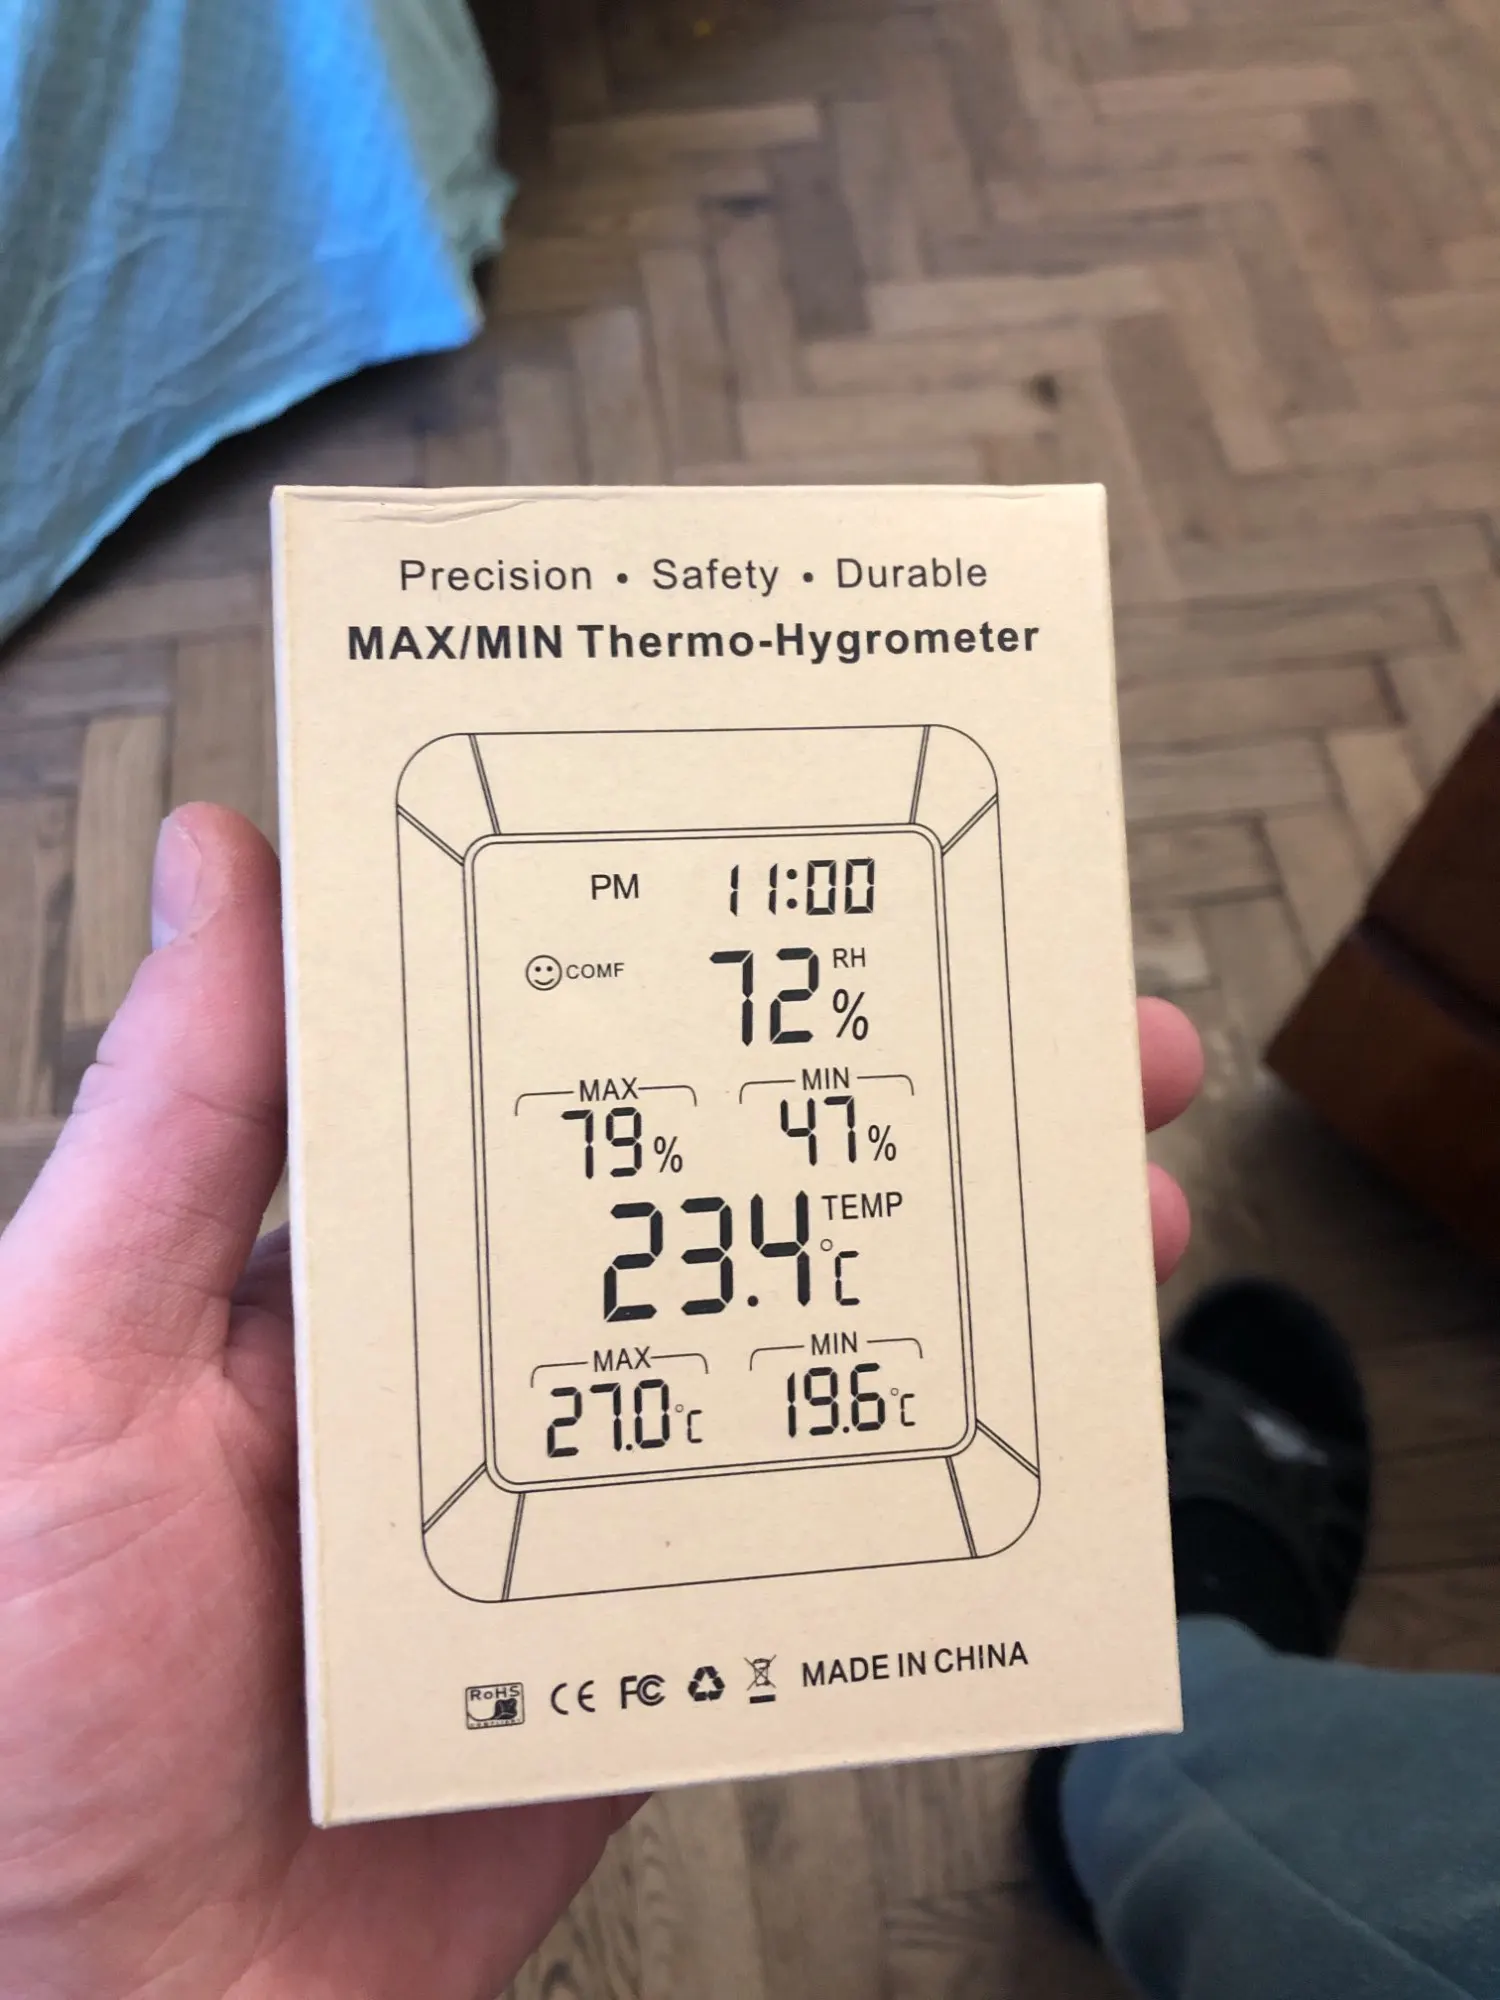 Precision • Safety • Durable
MAX/MIN Thermo-Hygrometer
PM 11:00
COMF 72 RH %
MAX MIN
79% 47%
23.4 TEMP °C
MAX MIN
27.0°C 19.6°C
RoHS CE FC MADE IN CHINA